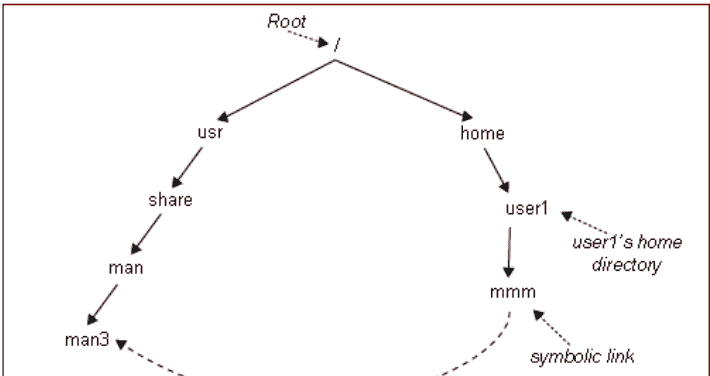 Root
/
usr
home
share
user1
user1's home
directory
man
mmm
man3
symbolic link